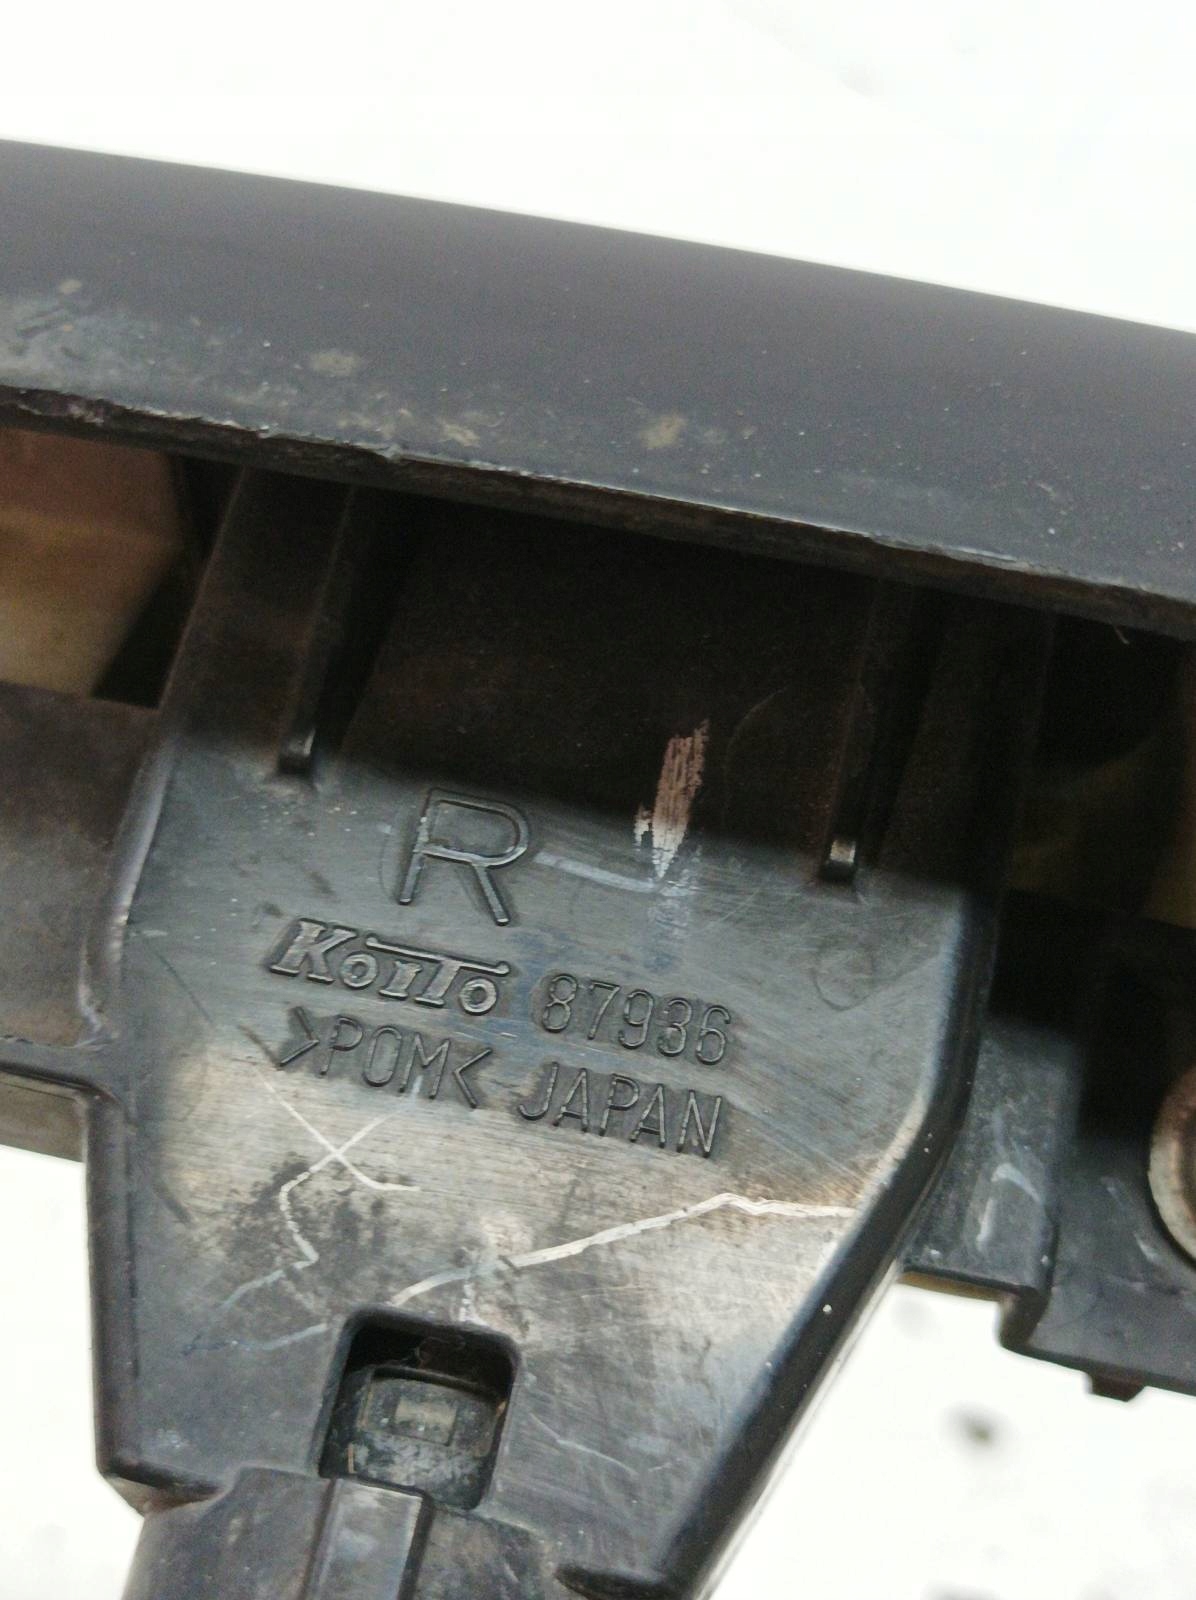 R
KOITO 87936
>POM< JAPAN